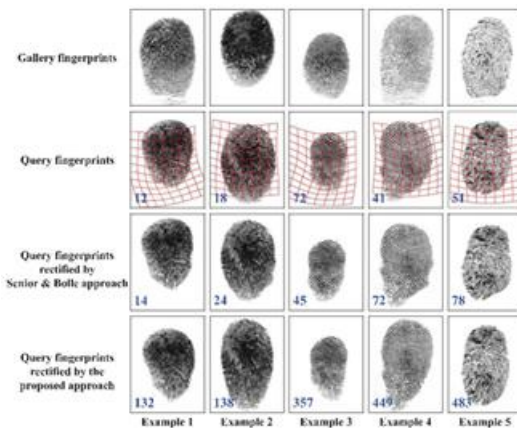 Gallery fingerprints
Query fingerprints
12 18 72 41 51
Query fingerprints
rectified by
Senior & Bolle approach
14 24 45 72 78
Query fingerprints
rectified by the
proposed approach
132 138 357 449 483
Example 1 Example 2 Example 3 Example 4 Example 5